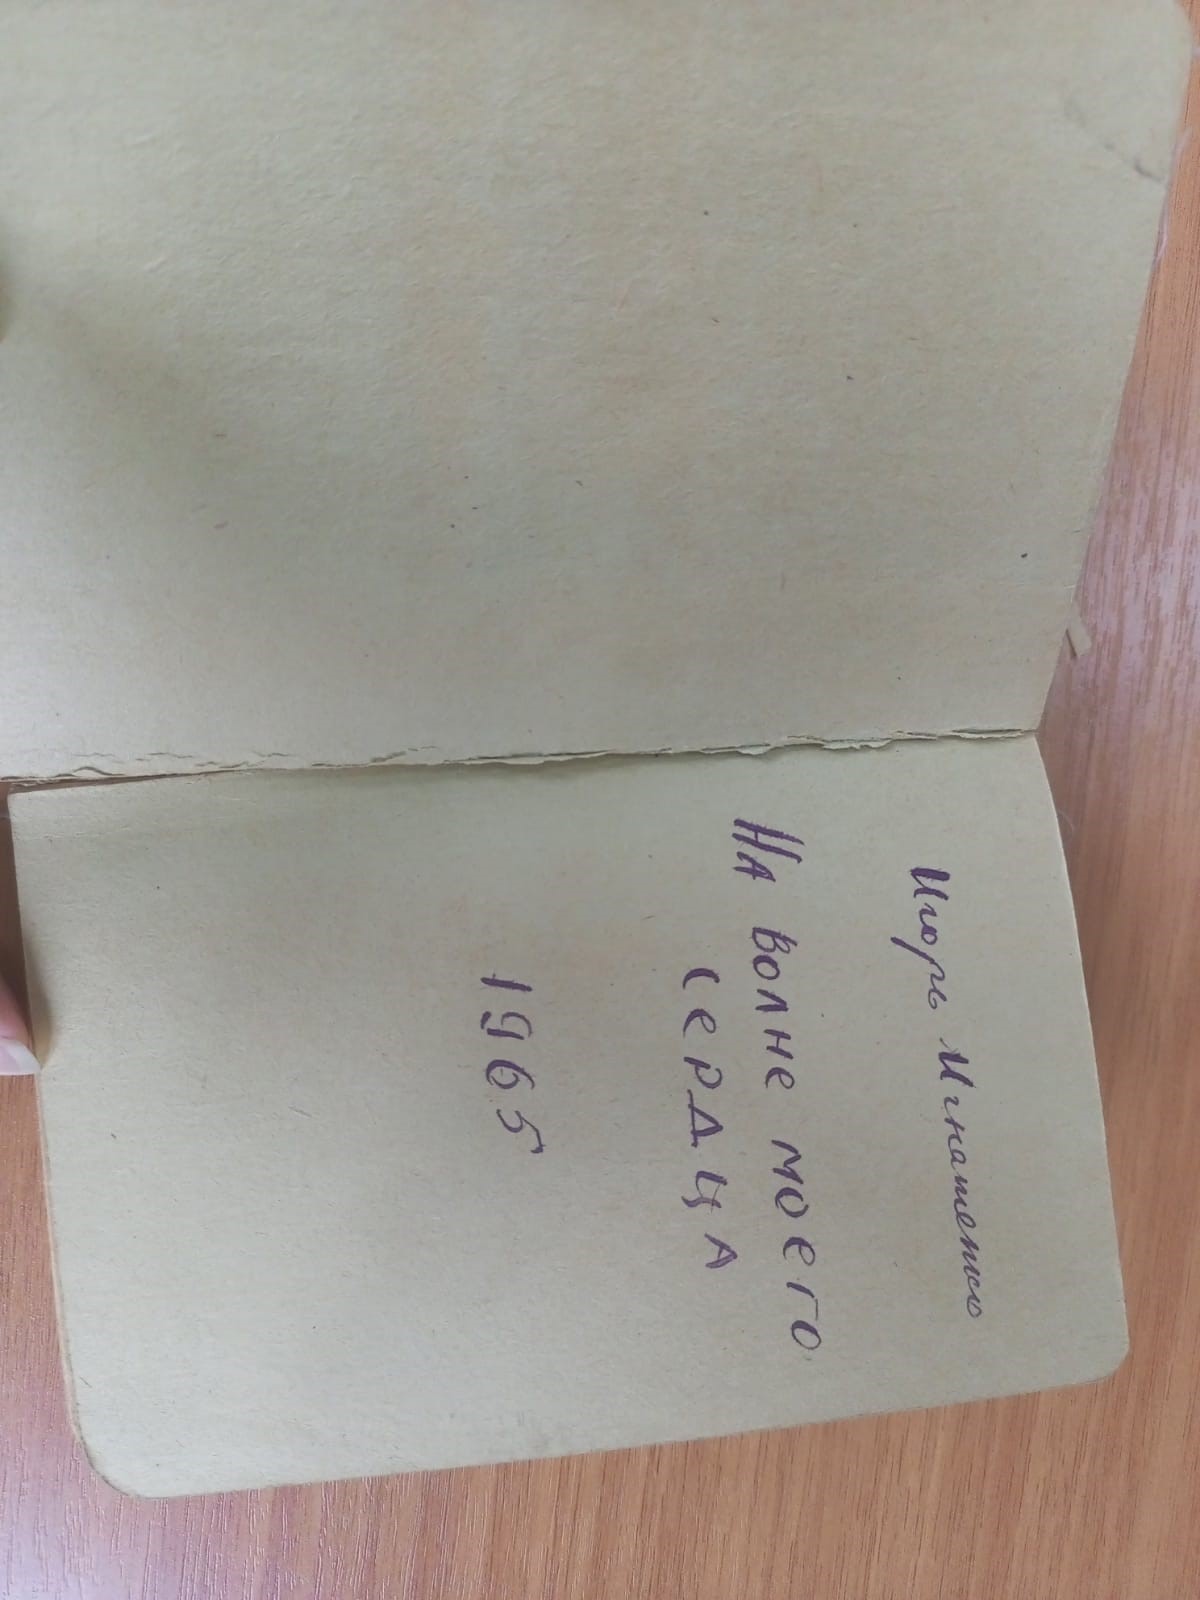 Игорь Игнатенко
На волне моего
сердца
1965